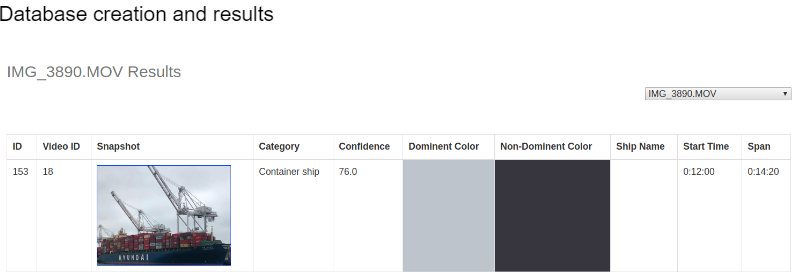 Database creation and results
IMG_3890.MOV Results
IMG_3890.MOV
ID Video ID Snapshot Category Confidence Dominent Color Non-Dominent Color Ship Name Start Time Span
153 18 Container ship 76.0 0:12:00 0:14:20
HYUNDAI